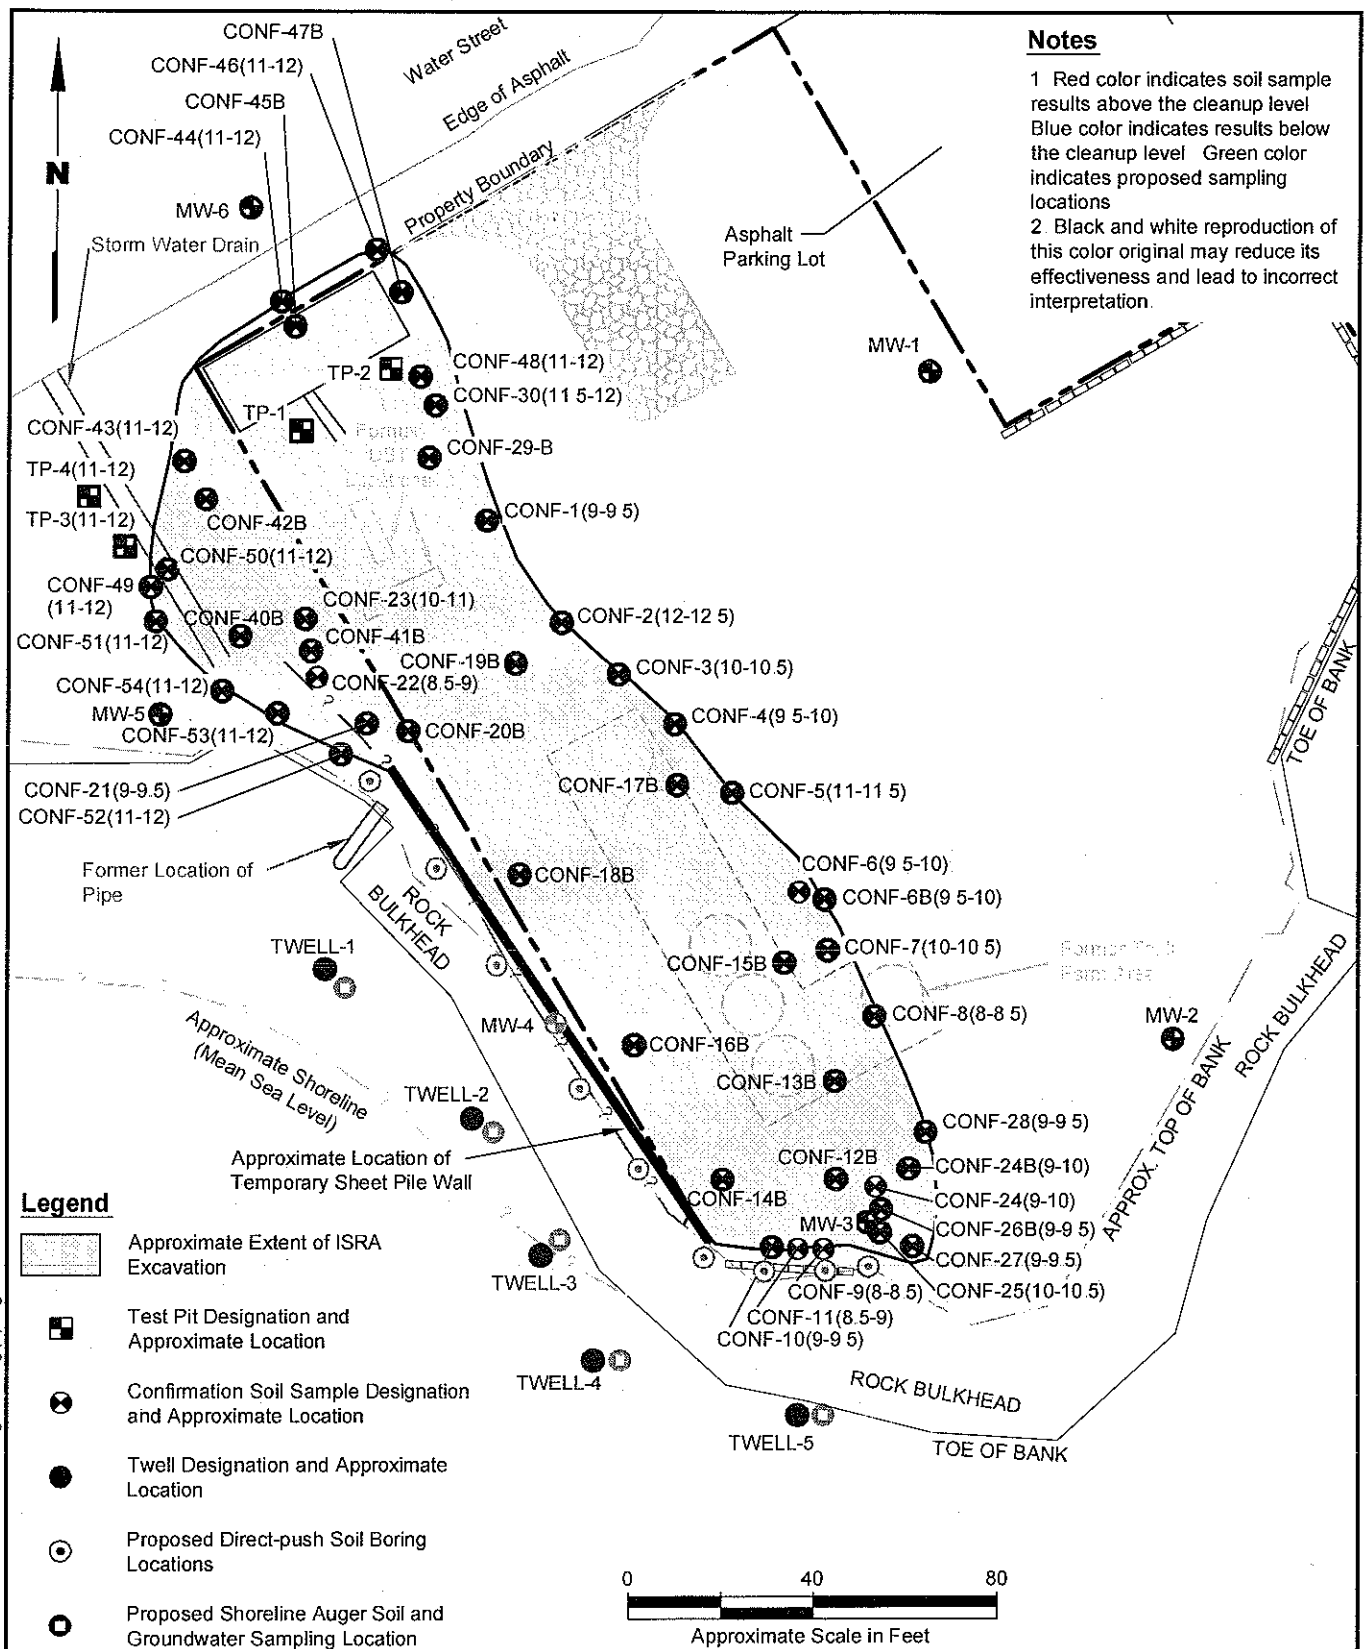 CONF-47B
CONF-46(11-12)
CONF-45B
CONF-44(11-12)
Water Street
Edge of Asphalt
Property Boundary
N
MW-6
Storm Water Drain
Asphalt
Parking Lot
Notes
1 Red color indicates soil sample
results above the cleanup level
Blue color indicates results below
the cleanup level Green color
indicates proposed sampling
locations
2. Black and white reproduction of
this color original may reduce its
effectiveness and lead to incorrect
interpretation.
MW-1
TP-2
CONF-48(11-12)
CONF-30(11 5-12)
TP-1
Former
UST
CONF-29-B
CONF-43(11-12)
TP-4(11-12)
TP-3(11-12)
CONF-42B
CONF-1(9-9 5)
CONF-50(11-12)
CONF-49
(11-12)
CONF-23(10-11)
CONF-40B
CONF-51(11-12)
CONF-41B
CONF-2(12-12 5)
CONF-19B
CONF-3(10-10.5)
CONF-22(8.5-9)
CONF-54(11-12)
MW-5
CONF-53(11-12)
CONF-20B
CONF-4(9 5-10)
CONF-21(9-9.5)
CONF-52(11-12)
CONF-17B
CONF-5(11-11 5)
TOE OF BANK
Former Location of
Pipe
CONF-18B
CONF-6(9 5-10)
CONF-6B(9 5-10)
ROCK
BULKHEAD
TWELL-1
CONF-15B
CONF-7(10-10 5)
Former Tank
Farm Area
CONF-8(8-8 5)
MW-4
CONF-16B
MW-2
ROCK BULKHEAD
Approximate Shoreline
(Mean Sea Level)
CONF-13B
TWELL-2
CONF-28(9-9 5)
APPROX. TOP OF BANK
Approximate Location of
Temporary Sheet Pile Wall
CONF-12B
CONF-24B(9-10)
CONF-14B
CONF-24(9-10)
MW-3
CONF-26B(9-9 5)
CONF-27(9-9.5)
CONF-9(8-8.5)
CONF-25(10-10.5)
CONF-11(8.5-9)
CONF-10(9-9 5)
TWELL-3
TWELL-4
ROCK BULKHEAD
TWELL-5
TOE OF BANK
Legend
Approximate Extent of ISRA
Excavation
Test Pit Designation and
Approximate Location
Confirmation Soil Sample Designation
and Approximate Location
Twell Designation and Approximate
Location
Proposed Direct-push Soil Boring
Locations
Proposed Shoreline Auger Soil and
Groundwater Sampling Location
0 40 80
Approximate Scale in Feet